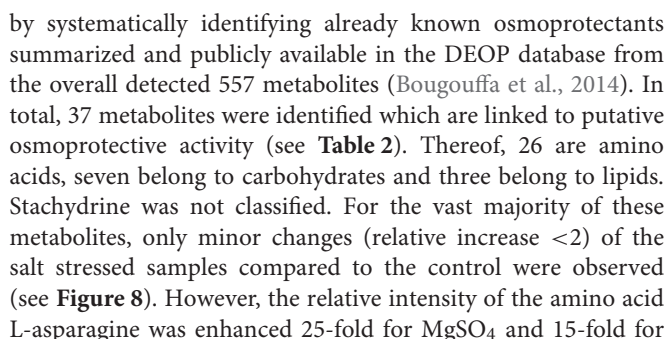 by systematically identifying already known osmoprotectants
summarized and publicly available in the DEOP database from
the overall detected 557 metabolites (Bougouffa et al., 2014). In
total, 37 metabolites were identified which are linked to putative
osmoprotective activity (see Table 2). Thereof, 26 are amino
acids, seven belong to carbohydrates and three belong to lipids.
Stachydrine was not classified. For the vast majority of these
metabolites, only minor changes (relative increase <2) of the
salt stressed samples compared to the control were observed
(see Figure 8). However, the relative intensity of the amino acid
L-asparagine was enhanced 25-fold for MgSO₄ and 15-fold for